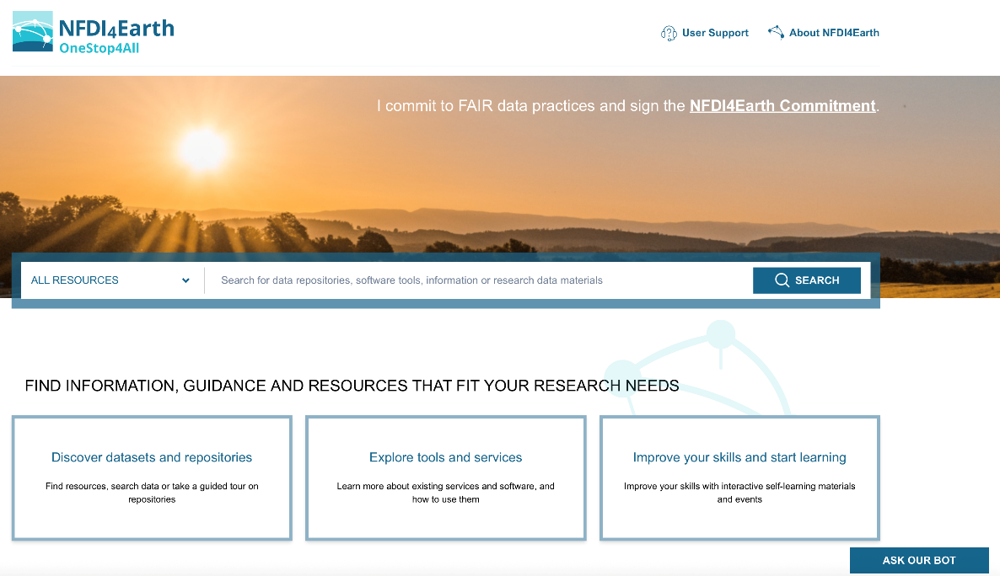 NFDI4Earth
OneStop4All
User Support
About NFDI4Earth
I commit to FAIR data practices and sign the NFDI4Earth Commitment.
ALL RESOURCES
Search for data repositories, software tools, information or research data materials
SEARCH
FIND INFORMATION, GUIDANCE AND RESOURCES THAT FIT YOUR RESEARCH NEEDS
Discover datasets and repositories
Find resources, search data or take a guided tour on
repositories
Explore tools and services
Learn more about existing services and software, and
how to use them
Improve your skills and start learning
Improve your skills with interactive self-learning materials
and events
ASK OUR BOT